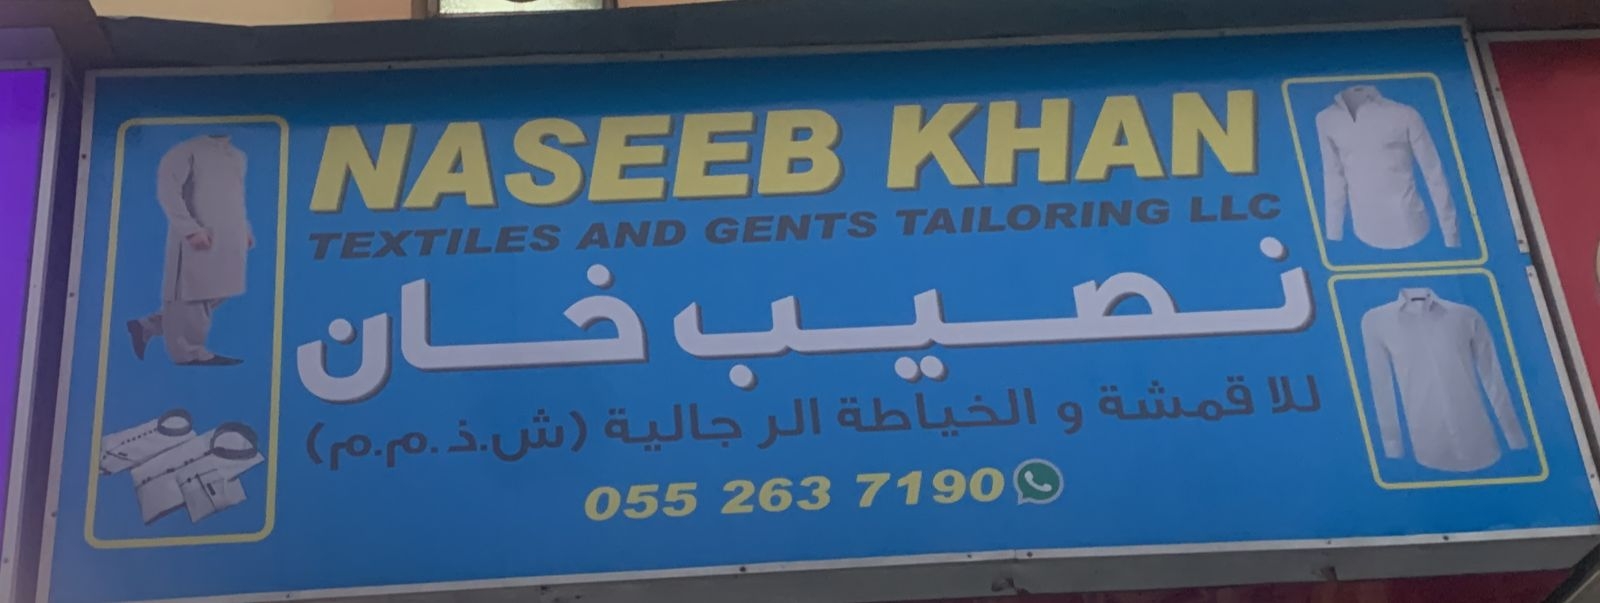 NASEEB KHAN
TEXTILES AND GENTS TAILORING LLC
نصيب خان
للاقمشة و الخياطة الرجالية (ش.ذ.م.م)
055 263 7190